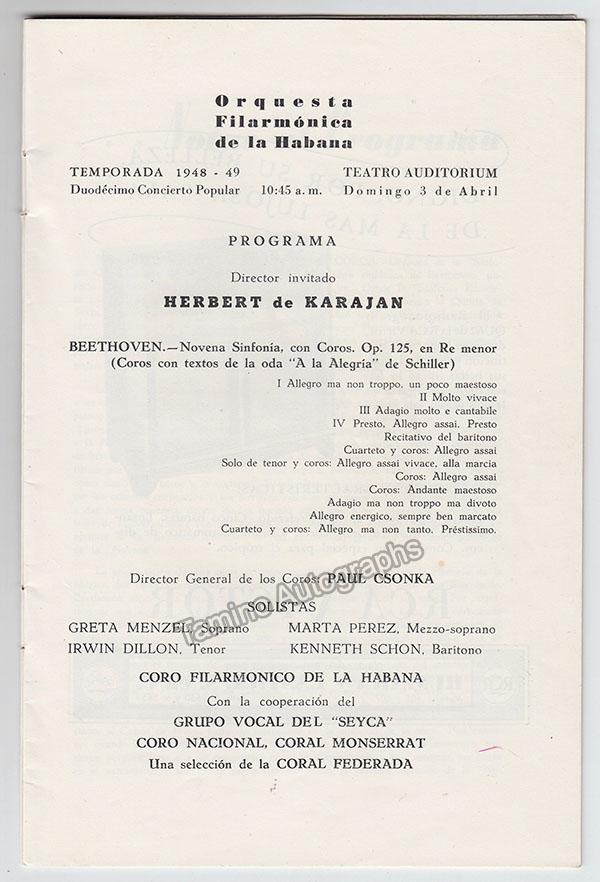 Orquesta
Filarmónica
de la Habana
TEMPORADA 1948 - 49 TEATRO AUDITORIUM
Duodécimo Concierto Popular 10:45 a. m. Domingo 3 de Abril
PROGRAMA
Director invitado
HERBERT de KARAJAN
BEETHOVEN.—Novena Sinfonía, con Coros. Op. 125, en Re menor
(Coros con textos de la oda "A la Alegría" de Schiller)
I Allegro ma non troppo, un poco maestoso
II Molto vivace
III Adagio molto e cantabile
IV Presto, Allegro assai, Presto
Recitativo del barítono
Cuarteto y coros: Allegro assai
Solo de tenor y coros: Allegro assai vivace, alla marcia
Coros: Allegro assai
Coros: Andante maestoso
Adagio ma non troppo ma divoto
Allegro energico, sempre ben marcato
Cuarteto y coros: Allegro ma non tanto. Préstissimo.
Director General de los Coros: PAUL CSONKA
Tamino Autographs
SOLISTAS
GRETA MENZEL, Soprano MARTA PEREZ, Mezzo-soprano
IRWIN DILLON, Tenor KENNETH SCHON, Baritono
CORO FILARMONICO DE LA HABANA
Con la cooperación del
GRUPO VOCAL DEL "SEYCA"
CORO NACIONAL, CORAL MONSERRAT
Una selección de la CORAL FEDERADA